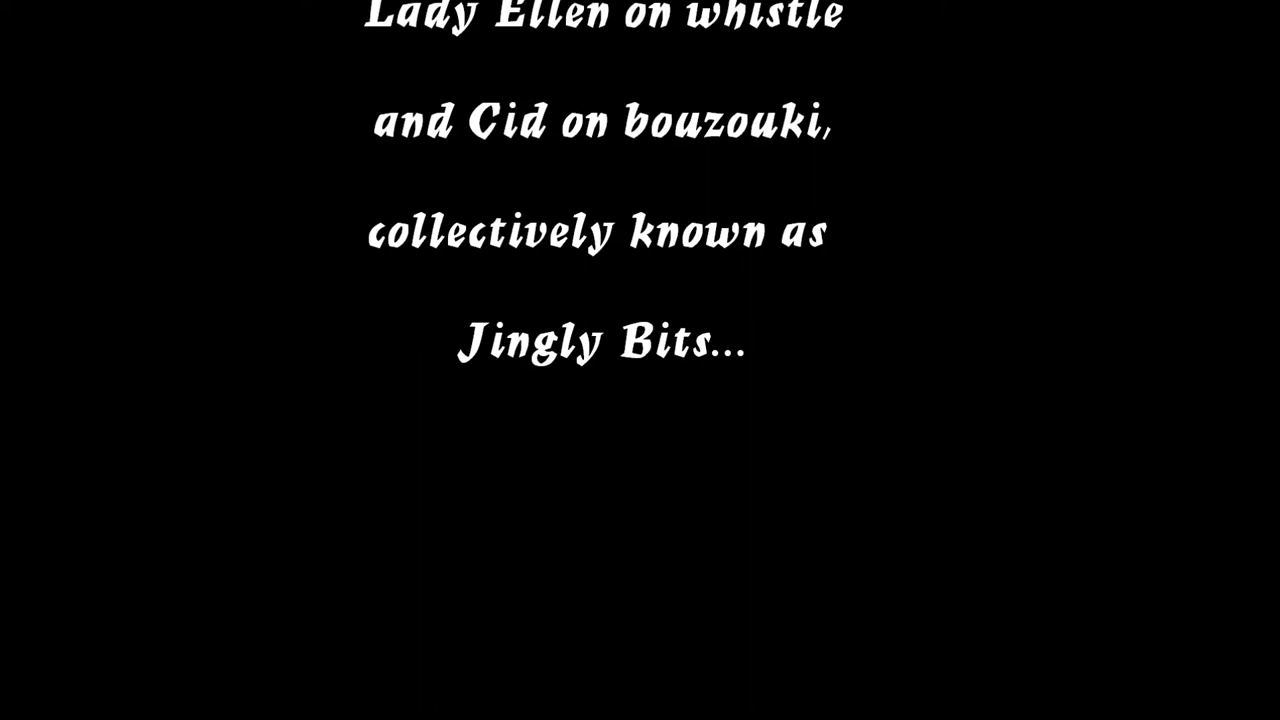 Lady Ellen on whistle
and Cid on bouzouki,
collectively known as
Jingly Bits...